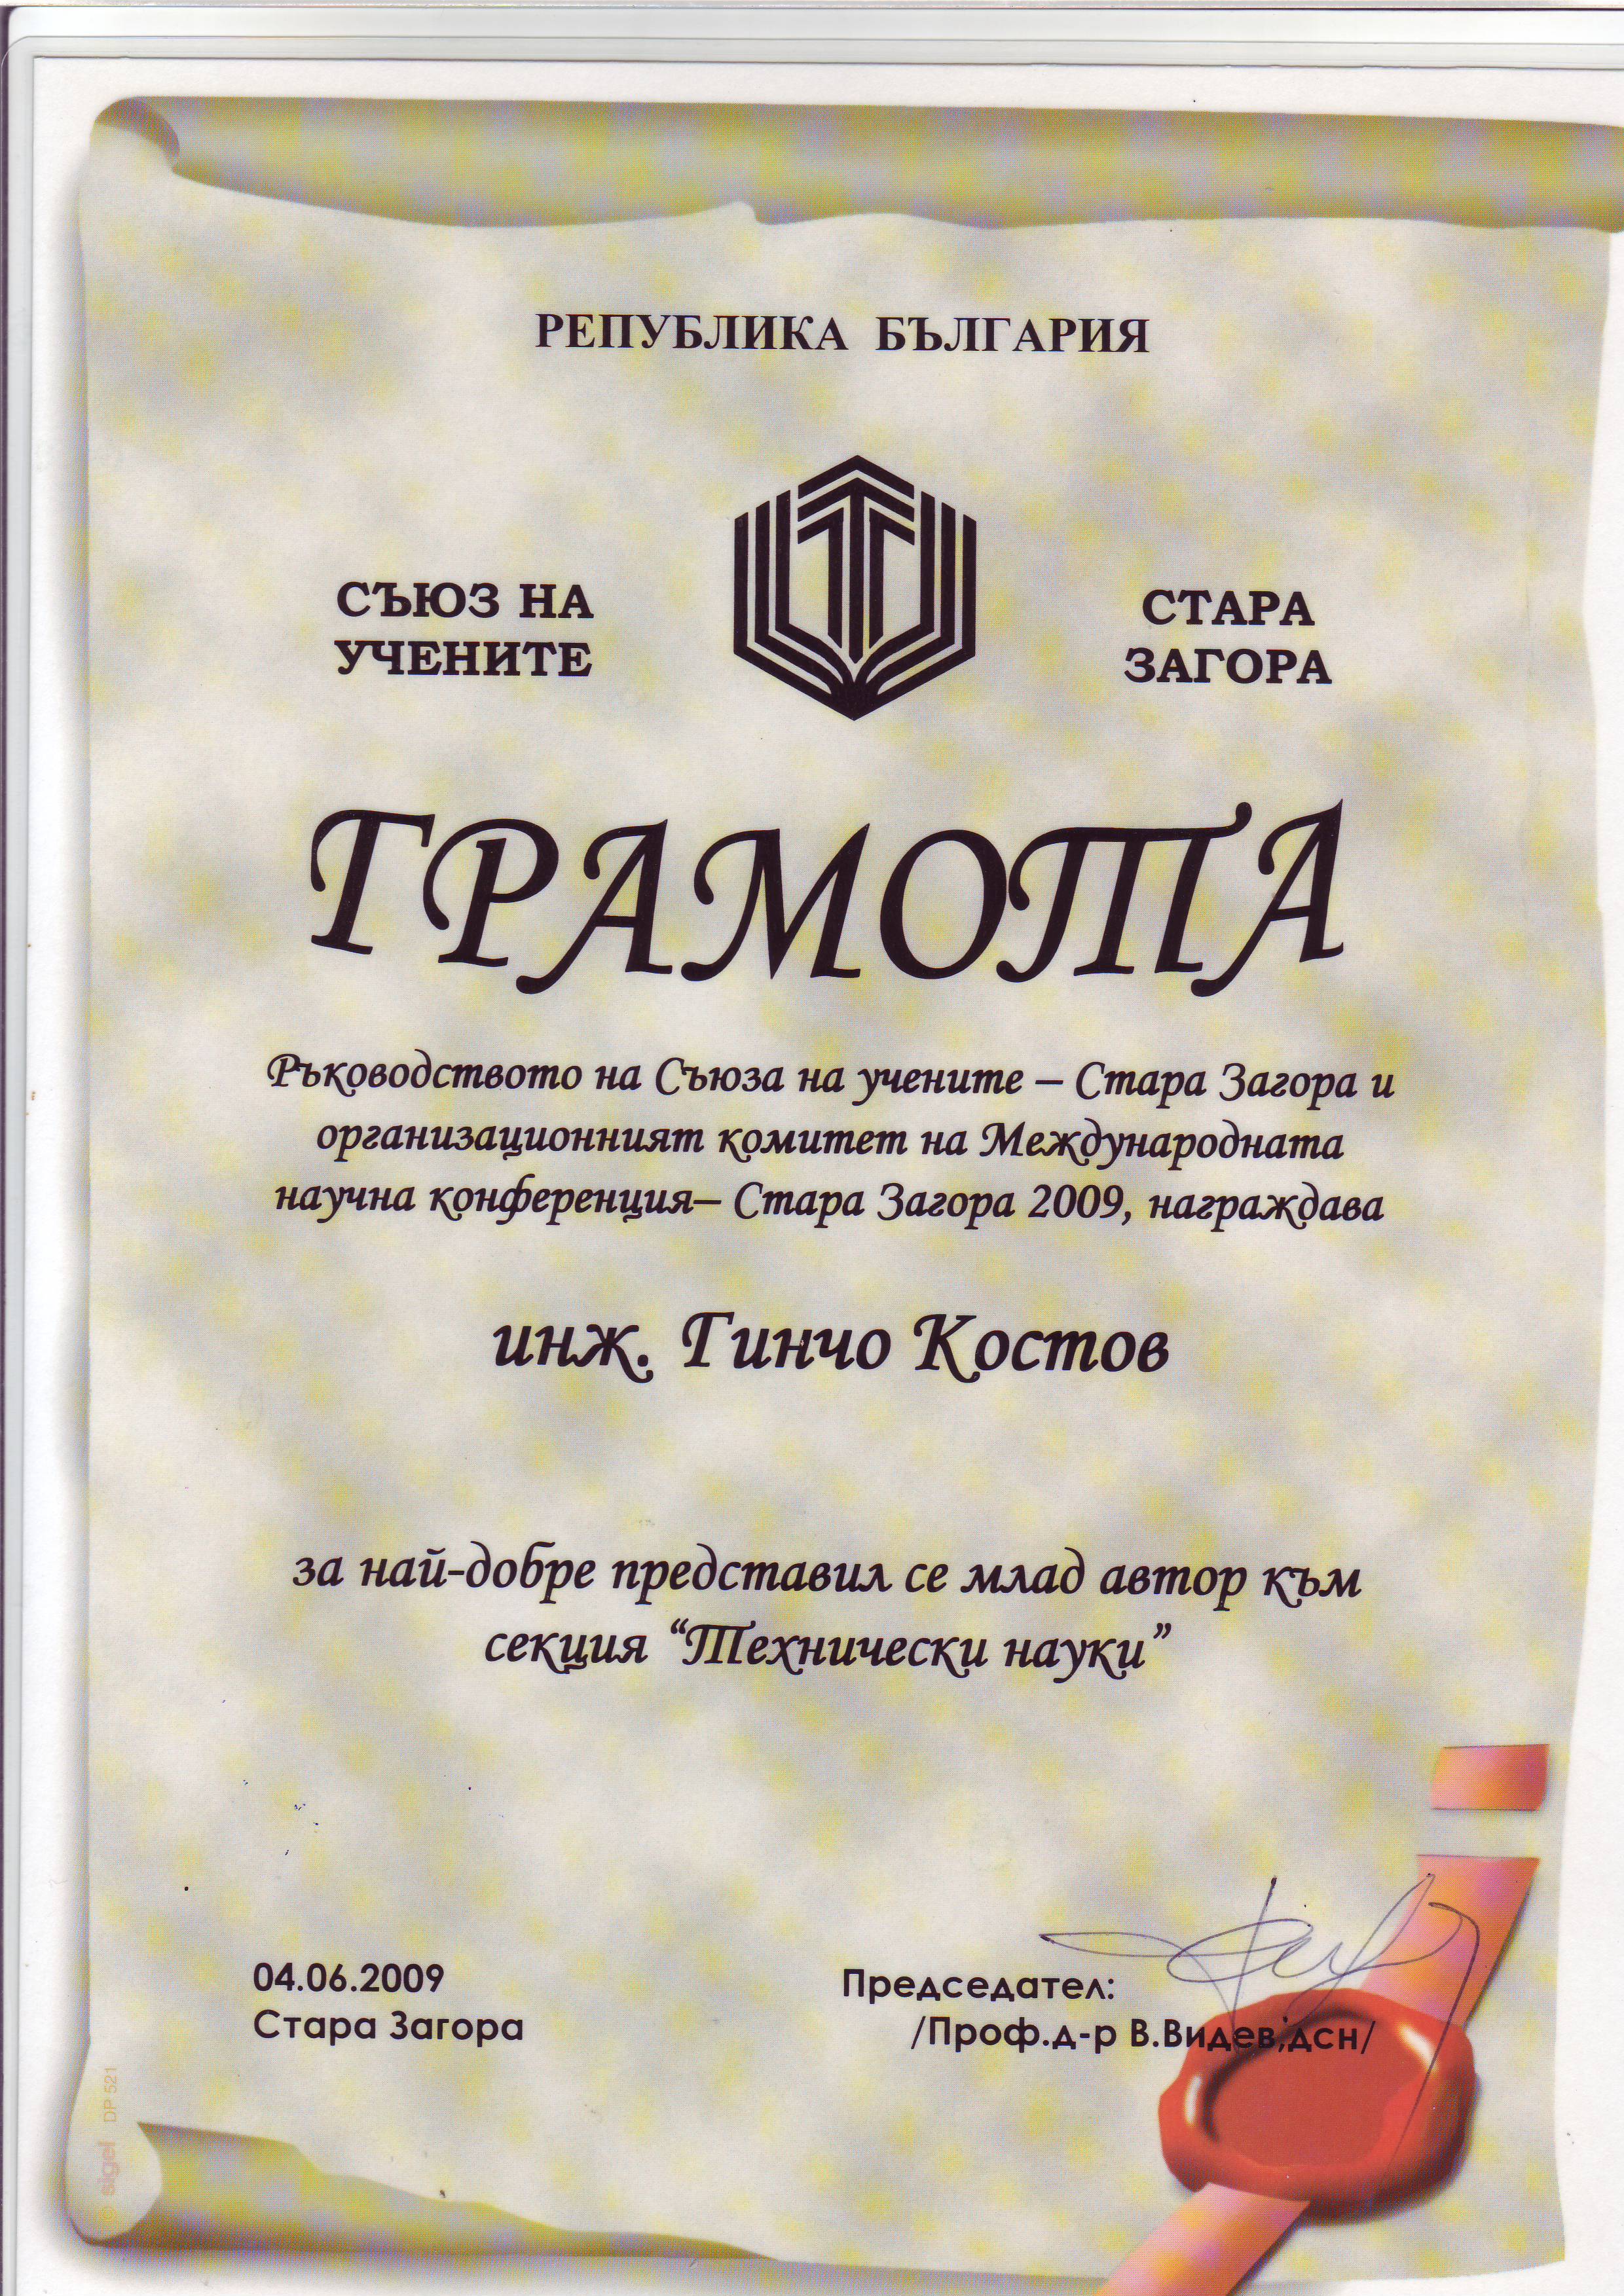 РЕПУБЛИКА БЪЛГАРИЯ
СЪЮЗ НА
УЧЕНИТЕ
СТАРА
ЗАГОРА
ГРАМОТА
Ръководството на Съюза на учените – Стара Загора и
организационният комитет на Международната
научна конференция– Стара Загора 2009, награждава
инж. Гинчо Костов
за най-добре представил се млад автор към
секция “Технически науки”
04.06.2009
Стара Загора
Председател:
/Проф.д-р В.Видев,дсн/
© sigel DP 521